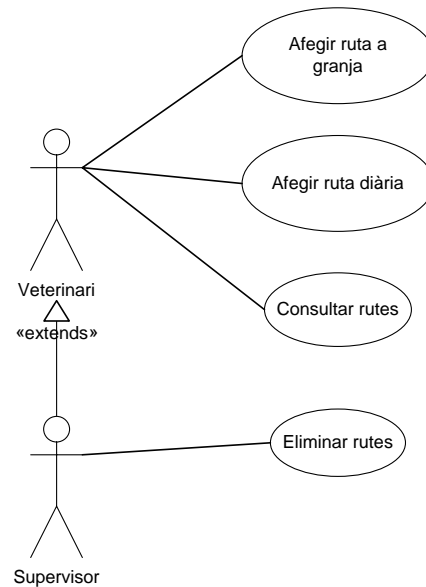 Afegir ruta a
granja
Afegir ruta diària
Veterinari
«extends»
Consultar rutes
Eliminar rutes
Supervisor